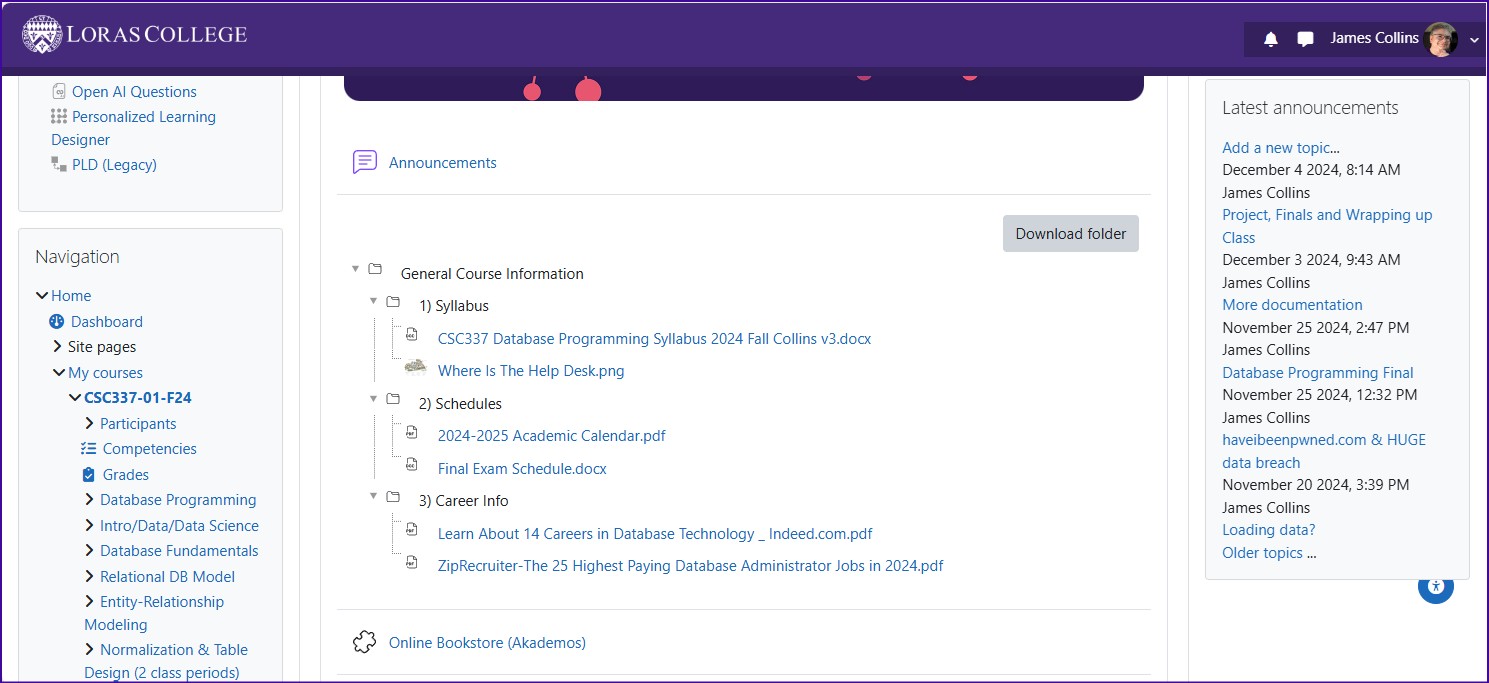 LORAS COLLEGE
James Collins
Open AI Questions
Personalized Learning
Designer
PLD (Legacy)
Navigation
Home
Dashboard
Site pages
My courses
CSC337-01-F24
Participants
Competencies
Grades
Database Programming
Intro/Data/Data Science
Database Fundamentals
Relational DB Model
Entity-Relationship
Modeling
Normalization & Table
Design (2 class periods)
Announcements
Download folder
General Course Information
1) Syllabus
CSC337 Database Programming Syllabus 2024 Fall Collins v3.docx
Where Is The Help Desk.png
2) Schedules
2024-2025 Academic Calendar.pdf
Final Exam Schedule.docx
3) Career Info
Learn About 14 Careers in Database Technology _ Indeed.com.pdf
ZipRecruiter-The 25 Highest Paying Database Administrator Jobs in 2024.pdf
Online Bookstore (Akademos)
Latest announcements
Add a new topic...
December 4 2024, 8:14 AM
James Collins
Project, Finals and Wrapping up
Class
December 3 2024, 9:43 AM
James Collins
More documentation
November 25 2024, 2:47 PM
James Collins
Database Programming Final
November 25 2024, 12:32 PM
James Collins
haveibeenpwned.com & HUGE
data breach
November 20 2024, 3:39 PM
James Collins
Loading data?
Older topics ...